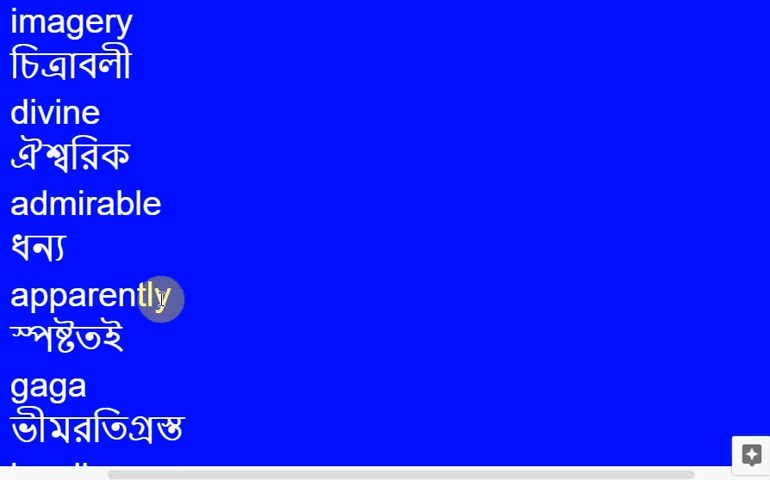 imagery
চিত্রাবলী
divine
ঐশ্বরিক
admirable
ধন্য
apparently
স্পষ্টতই
gaga
ভীমরতিগ্রস্ত